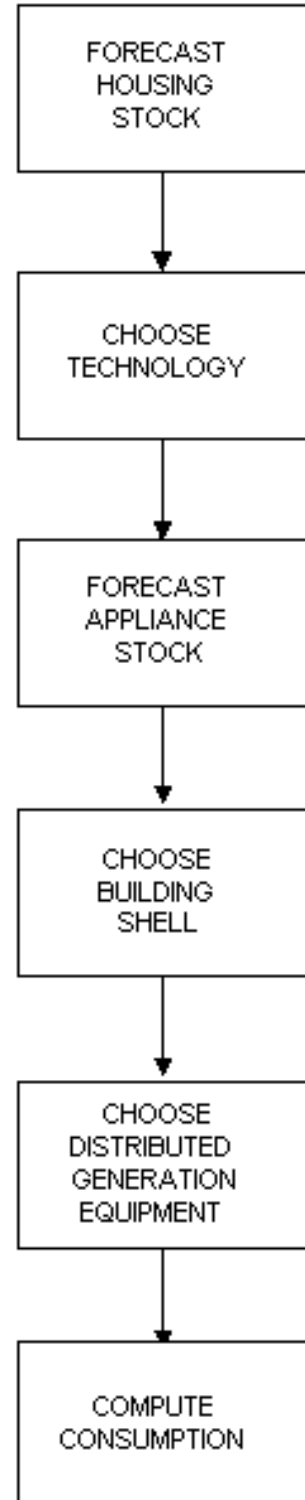 FORECAST
HOUSING
STOCK
CHOOSE
TECHNOLOGY
FORECAST
APPLIANCE
STOCK
CHOOSE
BUILDING
SHELL
CHOOSE
DISTRIBUTED
GENERATION
EQUIPMENT
COMPUTE
CONSUMPTION